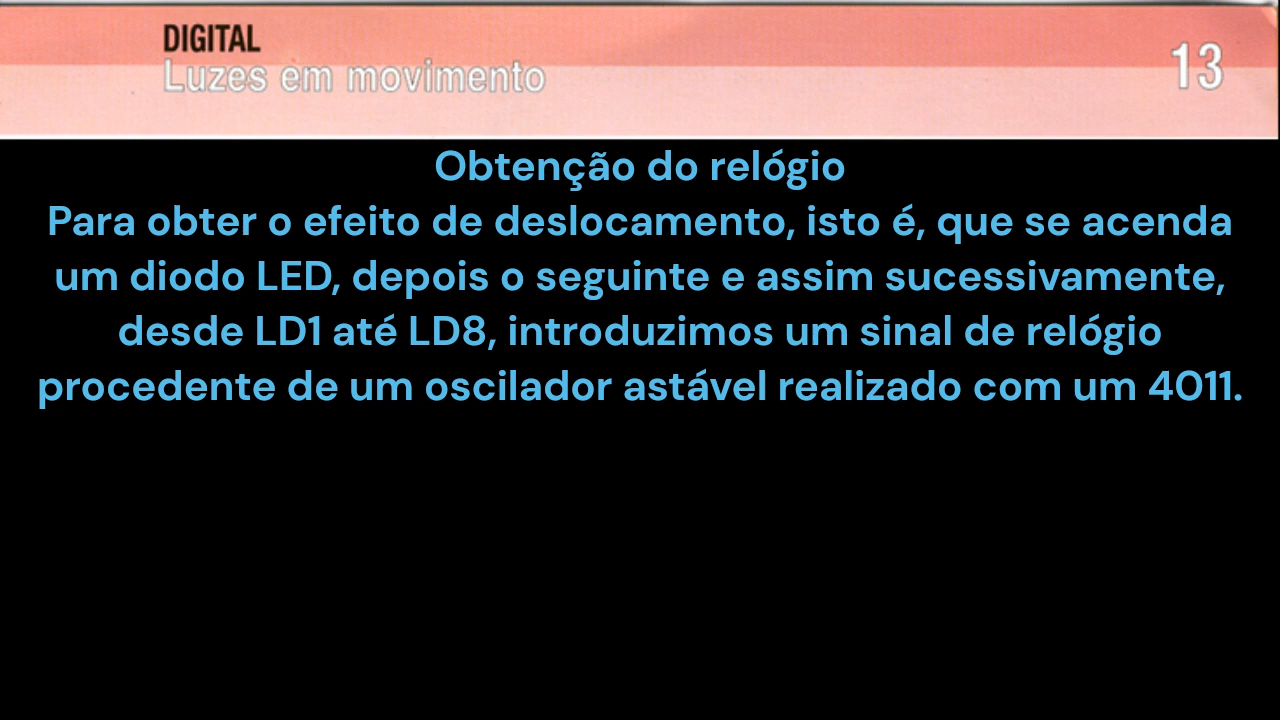 DIGITAL
Luzes em movimento
13
Obtenção do relógio
Para obter o efeito de deslocamento, isto é, que se acenda
um diodo LED, depois o seguinte e assim sucessivamente,
desde LD1 até LD8, introduzimos um sinal de relógio
procedente de um oscilador astável realizado com um 4011.